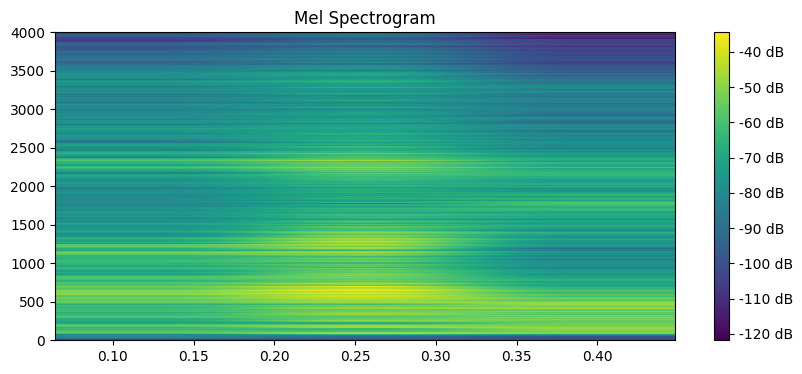 Mel Spectrogram
4000
3500
3000
2500
2000
1500
1000
500
0
0.10 0.15 0.20 0.25 0.30 0.35 0.40
-40 dB
-50 dB
-60 dB
-70 dB
-80 dB
-90 dB
-100 dB
-110 dB
-120 dB